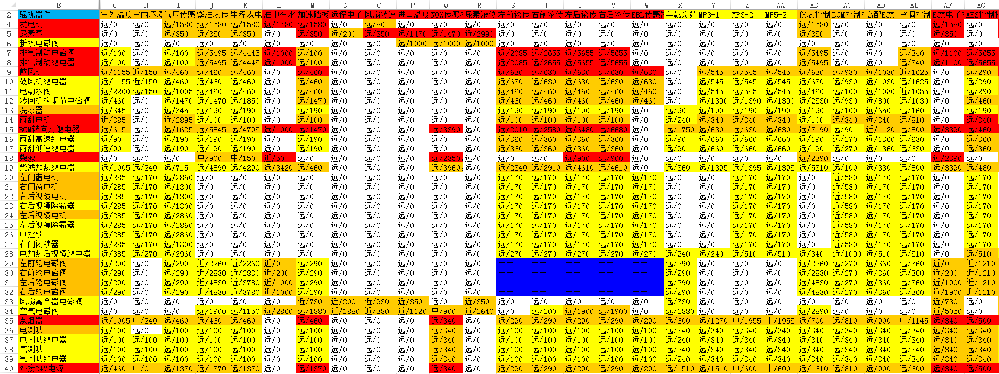 B G H I J K L M N O P Q R S T U V W X Y Z AA AB AC AD AE AF AG
2 骚扰器件 室外温度 室内环境 气压传感 燃油表传 里程表电 油中有水 加速踏板 远程电子 风扇转速 进口温度 NOX传感器 尿素液位 左前轮传 右前轮传 左后轮传 右后轮传 EBL传感器 车载终端 MP3-1 MP3-2 MP5-2 仪表控制 DCM控制 高配BCM 空调控制 ECM电子 ABS控制
4 发电机 远/0 远/0 远/1580 远/1580 远/1580 远/1780 远/1580 远/0 远/80 远/0 远/0 远/0 远/0 远/0 远/0 远/0 远/0 远/0 远/0 远/0 远/0 远/1580 远/0 远/0 远/0 远/1580 远/0
5 尿素泵 远/0 远/0 远/350 远/350 远/350 远/0 远/350 远/200 远/350 远/1470 远/1470 近/2990 远/0 远/0 远/0 远/0 远/0 远/0 远/0 远/0 远/0 远/350 远/0 远/0 远/0 远/350 远/0
6 断水电磁阀 远/0 远/0 远/0 远/0 远/0 远/0 远/0 远/0 远/0 远/1000 远/1000 远/1000 远/0 远/0 远/0 远/0 远/0 远/0 远/0 远/0 远/0 远/0 远/0 远/0 远/0 远/0 远/0
7 排气制动电磁阀 远/100 远/0 远/100 远/5495 远/4445 远/1000 远/100 远/0 远/0 远/0 远/0 远/0 远/2085 远/2655 远/5655 远/5655 远/0 远/0 远/0 远/0 远/0 远/5495 远/0 远/0 远/340 远/1100 远/5655
8 排气制动继电器 远/100 远/0 远/100 远/5495 远/4445 远/1000 远/100 远/0 远/0 远/0 远/0 远/0 远/2085 远/2655 远/5655 远/5655 远/0 远/0 远/0 远/0 远/0 远/5495 远/0 远/0 远/340 远/1100 远/5655
9 鼓风机 远/1155 近/150 远/460 远/460 远/460 远/0 远/460 远/0 远/0 远/0 远/0 远/0 远/630 远/630 远/630 远/630 远/630 远/0 远/545 远/545 远/545 远/630 远/930 远/1030 近/1625 远/0 远/290
10 鼓风机继电器 远/1155 近/150 远/460 远/460 远/460 远/0 远/460 远/0 远/0 远/0 远/0 远/0 远/630 远/630 远/630 远/630 远/630 远/0 远/545 远/545 远/545 远/630 远/930 远/1030 远/1625 远/0 远/290
11 电动水阀 远/2200 远/150 远/1005 远/460 远/460 远/0 远/460 远/0 远/0 远/0 远/0 远/0 远/460 远/460 远/460 远/460 远/460 远/0 远/545 远/545 远/545 远/460 远/100 远/1030 近/1055 远/0 远/290
12 转向机构调节电磁阀 远/460 远/0 远/1470 远/1470 远/1850 远/0 远/1470 远/0 远/0 远/0 远/0 远/0 远/460 远/460 远/460 远/460 远/460 远/0 远/1390 远/1390 远/1390 远/2530 远/930 远/800 远/1030 远/0 远/460
13 洗涤器 远/345 远/0 远/345 远/190 远/190 远/0 远/190 远/0 远/0 远/0 远/0 远/0 远/190 远/190 远/190 远/190 远/0 远/90 远/190 远/190 远/190 远/190 远/100 远/650 远/160 远/0 远/190
14 雨刮电机 近/385 远/0 近/2895 远/100 远/100 远/0 远/100 远/0 远/0 远/0 远/0 远/0 远/100 远/100 远/100 远/100 远/0 远/240 远/340 远/340 远/340 远/100 远/340 远/340 远/810 远/0 远/340
15 BCM转向灯继电器 远/615 远/0 远/1625 远/5845 远/4795 远/1000 远/1470 远/0 远/0 远/0 远/3390 远/0 远/2010 远/2580 远/6480 远/6680 远/0 远/1750 远/630 远/630 远/630 远/7190 远/90 近/1120 远/800 远/3390 远/460
16 雨刮高速继电器 远/90 远/0 远/190 远/190 远/190 远/0 远/190 远/0 远/0 远/0 远/0 远/0 远/360 远/360 远/360 远/360 远/0 远/90 远/660 远/660 远/660 远/190 远/270 远/1360 远/630 远/0 远/360
17 雨刮低速继电器 远/90 远/0 远/190 远/190 远/190 远/0 远/190 远/0 远/0 远/0 远/0 远/0 远/360 远/360 远/360 远/360 远/0 远/90 远/660 远/660 远/660 远/190 远/270 远/1360 远/630 远/0 远/360
18 柴滤 远/0 远/0 远/0 中/900 中/150 近/50 远/0 远/0 远/0 远/0 远/2350 远/0 远/0 远/0 远/900 远/900 远/0 远/0 远/0 远/0 远/0 远/2390 远/0 远/0 远/0 远/2390 远/0
19 柴滤加热继电器 远/1005 远/240 远/715 远/4890 远/4290 远/3420 远/460 远/0 远/0 远/0 远/3960 远/0 远/2340 远/2910 远/4610 远/4610 远/0 远/360 远/1395 远/1395 远/1395 远/5310 远/100 远/330 远/800 远/3390 远/480
20 左门窗电机 远/285 远/170 远/2860 远/0 远/0 远/0 远/0 远/0 远/0 远/0 远/0 远/0 远/170 远/170 远/170 远/170 远/170 远/0 远/0 远/170 远/170 远/0 近/580 远/170 远/170 远/0 远/170
21 右门窗电机 远/285 远/170 远/1300 远/0 远/0 远/0 远/0 远/0 远/0 远/0 远/0 远/0 远/170 远/170 远/170 远/170 远/170 远/0 远/0 远/170 远/170 远/0 近/580 远/170 远/170 远/0 远/170
22 右后视镜电机 远/285 远/170 远/1300 远/0 远/0 远/0 远/0 远/0 远/0 远/0 远/0 远/0 远/170 远/170 远/170 远/170 远/170 远/0 远/0 远/170 远/170 远/0 近/580 远/170 远/170 远/0 远/170
23 右后视镜除霜器 远/285 远/170 远/1300 远/0 远/0 远/0 远/0 远/0 远/0 远/0 远/0 远/0 远/170 远/170 远/170 远/170 远/170 远/0 远/0 远/170 远/170 远/0 近/580 远/170 远/170 远/0 远/170
24 左后视镜电机 远/285 远/170 远/2860 远/0 远/0 远/0 远/0 远/0 远/0 远/0 远/0 远/0 远/170 远/170 远/170 远/170 远/170 远/0 远/0 远/170 远/170 远/0 近/580 远/170 远/170 远/0 远/170
25 左后视镜除霜器 远/285 远/170 远/2860 远/0 远/0 远/0 远/0 远/0 远/0 远/0 远/0 远/0 远/170 远/170 远/170 远/170 远/170 远/0 远/0 远/170 远/170 远/0 近/580 远/170 远/170 远/0 远/170
26 中控锁 远/285 远/170 远/2860 远/0 远/0 远/0 远/0 远/0 远/0 远/0 远/0 远/0 远/170 远/170 远/170 远/170 远/170 远/0 远/0 远/170 远/170 远/0 近/580 远/170 远/170 远/0 远/170
27 右门闭锁器 远/285 远/170 远/1300 远/0 远/0 远/0 远/0 远/0 远/0 远/0 远/0 远/0 远/170 远/170 远/170 远/170 远/170 远/0 远/0 远/170 远/170 远/0 近/580 远/170 远/170 远/0 远/170
28 电加热后视镜继电器 远/385 远/270 远/2960 远/0 远/0 远/0 远/0 远/0 远/0 远/0 远/0 远/0 远/270 远/270 远/270 远/270 远/270 远/240 远/240 远/510 远/510 远/340 近/1090 远/510 远/510 远/0 远/510
29 左前轮电磁阀 远/290 远/0 远/290 近/2260 近/2260 近/0 远/290 远/0 远/0 远/0 远/0 远/0 —— —— —— —— —— 远/290 远/0 远/0 远/0 远/2260 远/270 远/360 远/360 近/0 近/1210
30 右前轮电磁阀 远/290 远/0 远/290 近/2830 近/2830 近/200 远/290 远/0 远/0 远/0 远/0 远/0 —— —— —— —— —— 远/290 远/0 远/0 远/0 远/2830 远/270 远/360 远/360 近/200 近/1210
31 左后轮电磁阀 远/290 远/0 远/290 近/4830 近/3780 近/1000 远/290 远/0 远/0 远/0 远/0 远/0 —— —— —— —— —— 远/290 远/0 远/0 远/0 远/4830 远/270 远/360 远/360 近/1900 近/1210
32 右后轮电磁阀 远/290 远/0 远/290 近/4830 近/3780 近/1000 远/290 远/0 远/0 远/0 远/0 远/0 —— —— —— —— —— 远/290 远/0 远/0 远/0 远/4830 远/270 远/360 远/360 近/1900 近/1210
33 风扇离合器电磁阀 远/0 远/0 远/0 远/0 远/0 远/0 近/730 近/200 近/930 近/350 远/0 近/350 远/0 远/0 远/0 远/0 远/0 远/730 远/0 远/0 远/0 远/0 远/0 远/0 远/0 近/730 远/0
34 空气电磁阀 远/0 远/0 远/0 远/1900 远/1150 远/2860 远/1880 近/1880 近/380 近/1120 中/900 近/2640 远/0 远/200 远/1900 远/1900 远/0 远/1880 远/0 远/0 远/0 远/2890 远/0 远/0 远/0 近/5050 远/0
35 点烟器 远/1005 中/240 远/460 远/460 远/460 远/0 远/460 远/0 远/0 远/0 远/340 远/0 远/290 远/290 远/290 远/290 远/290 远/600 远/1270 中/1955 中/1955 远/700 远/810 远/900 中/1145 远/340 远/500
36 电喇叭 远/100 远/0 远/100 远/100 远/100 远/0 远/100 远/0 远/0 远/0 远/340 远/0 远/100 远/100 远/100 远/100 远/100 远/240 远/340 远/340 远/340 远/340 远/340 远/340 远/340 远/340 远/340
37 电喇叭继电器 远/100 远/100 远/100 远/100 远/100 远/0 远/100 远/0 远/0 远/0 远/340 远/0 远/100 远/100 远/100 远/100 远/100 远/240 远/340 远/340 远/340 远/340 远/340 远/340 远/340 远/340 远/340
38 气喇叭 远/100 远/100 远/100 远/100 远/100 远/0 远/100 远/0 远/0 远/0 远/340 远/0 远/100 远/100 远/100 远/100 远/100 远/240 远/340 远/340 远/340 远/340 远/340 远/340 远/340 远/340 远/340
39 气喇叭继电器 远/100 远/100 远/100 远/100 远/100 远/0 远/100 远/0 远/0 远/0 远/340 远/0 远/100 远/100 远/100 远/100 远/100 远/240 远/340 远/340 远/340 远/340 远/340 远/340 远/340 远/340 远/340
40 外接24V电源 远/460 中/0 远/1370 远/1370 远/1370 远/0 远/1370 远/0 远/0 远/0 远/340 远/0 远/290 远/290 远/290 远/290 远/290 远/1510 远/1510 中/600 中/600 远/1610 远/810 远/900 远/600 远/340 远/500